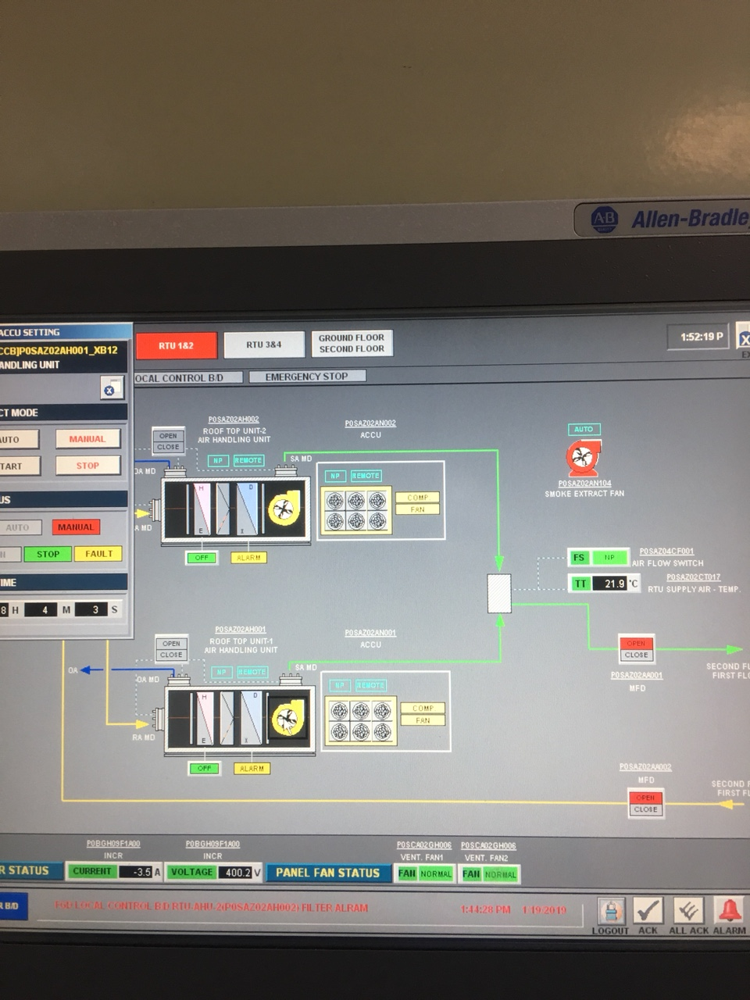 AB
Allen-Bradley
ACCU SETTING
CCB]P0SAZ02AH001_XB12
HANDLING UNIT
CT MODE
AUTO
MANUAL
TART
STOP
US
AUTO
MANUAL
STOP
FAULT
TIME
8 H 4 M 3 S
RTU 1&2
RTU 3&4
GROUND FLOOR
SECOND FLOOR
1:52:19 P
OCAL CONTROL B/D
EMERGENCY STOP
P0SAZ02AH002
ROOF TOP UNIT-2
AIR HANDLING UNIT
OPEN
CLOSE
NP
REMOTE
OA MD
SA MD
A MD
H
D
E
X
OFF
ALARM
P0SAZ02AN002
ACCU
NP
REMOTE
COMP
FAN
AUTO
P0SAZ02AN104
SMOKE EXTRACT FAN
FS NP
P0SAZ04CF001
AIR FLOW SWITCH
TT 21.9 °C
P0SAZ02CT017
RTU SUPPLY AIR - TEMP.
P0SAZ02AH001
ROOF TOP UNIT-1
AIR HANDLING UNIT
OPEN
CLOSE
NP
REMOTE
OA
OA MD
SA MD
RA MD
H
D
E
X
OFF
ALARM
P0SAZ02AN001
ACCU
NP
REMOTE
COMP
FAN
OPEN
CLOSE
P0SAZ02AA001
MFD
SECOND FL
FIRST FLO
P0SAZ02AA002
MFD
OPEN
CLOSE
SECOND F
FIRST FL
R STATUS
P0BGH09F1A00
INCR
CURRENT -3.5 A
P0BGH09F1A00
INCR
VOLTAGE 400.2 V
PANEL FAN STATUS
P0SCA02GH006
VENT. FAN1
FAN NORMAL
P0SCA02GH006
VENT. FAN2
FAN NORMAL
R B/D
LOCAL CONTROL B/D RTU-AHU-2(P0SAZ02AH002) FILTER ALRAM
1:44:28 PM 1/19/2019
LOGOUT
ACK
ALL ACK
ALARM